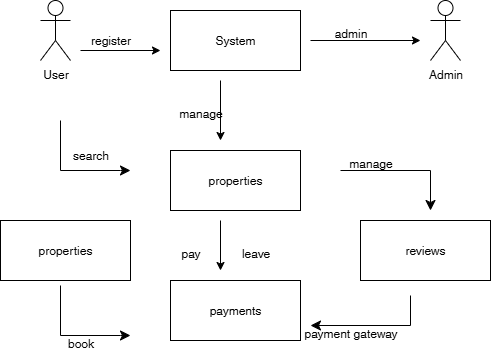 register
System
admin
User
Admin
manage
search
manage
properties
properties
pay
leave
reviews
payments
payment gateway
book